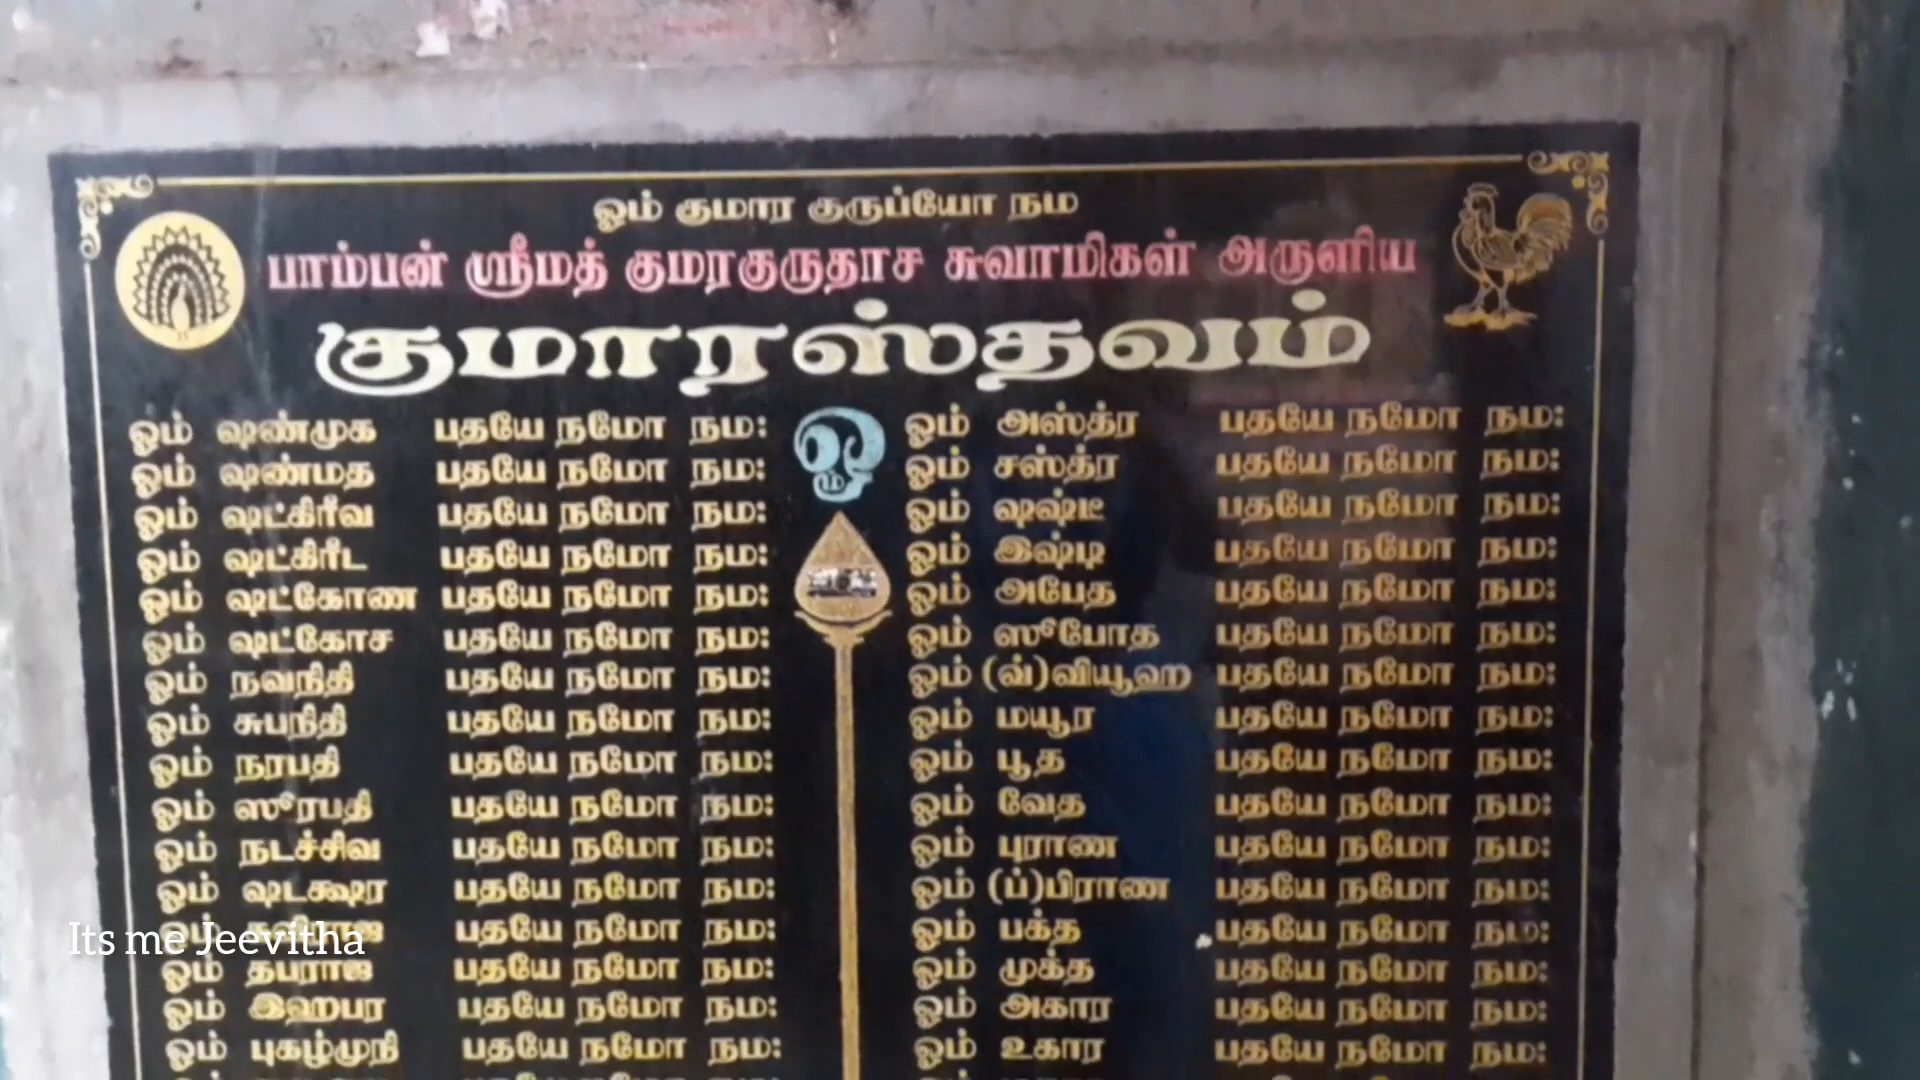 ஓம் குமார குருப்யோ நம
பாம்பன் ஸ்ரீமத் குமரகுருதாச சுவாமிகள் அருளிய
குமாரஸ்தவம்
ஓம் ஷண்முக பதயே நமோ நம:
ஓம் ஷண்மத பதயே நமோ நம:
ஓம் ஷட்கிரீவ பதயே நமோ நம:
ஓம் ஷட்கிரீட பதயே நமோ நம:
ஓம் ஷட்கோண பதயே நமோ நம:
ஓம் ஷட்கோச பதயே நமோ நம:
ஓம் நவநிதி பதயே நமோ நம:
ஓம் சுபநிதி பதயே நமோ நம:
ஓம் நரபதி பதயே நமோ நம:
ஓம் ஸூரபதி பதயே நமோ நம:
ஓம் நடச்சிவ பதயே நமோ நம:
ஓம் ஷடக்ஷர பதயே நமோ நம:
ஓம் பதயே நமோ நம:
ஓம் தபராஜ பதயே நமோ நம:
ஓம் இஹபர பதயே நமோ நம:
ஓம் புகழ்முநி பதயே நமோ நம:
ஓம்
ஓம் அஸ்த்ர பதயே நமோ நம:
ஓம் சஸ்த்ர பதயே நமோ நம:
ஓம் ஷஷ்டீ பதயே நமோ நம:
ஓம் இஷ்டி பதயே நமோ நம:
ஓம் அபேத பதயே நமோ நம:
ஓம் ஸூபோத பதயே நமோ நம:
ஓம் (வ்)வியூஹ பதயே நமோ நம:
ஓம் மயூர பதயே நமோ நம:
ஓம் பூத பதயே நமோ நம:
ஓம் வேத பதயே நமோ நம:
ஓம் புராண பதயே நமோ நம:
ஓம் (ப்)பிராண பதயே நமோ நம:
ஓம் பக்த பதயே நமோ நம:
ஓம் முக்த பதயே நமோ நம:
ஓம் அகார பதயே நமோ நம:
ஓம் உகார பதயே நமோ நம:
Its me Jeevitha